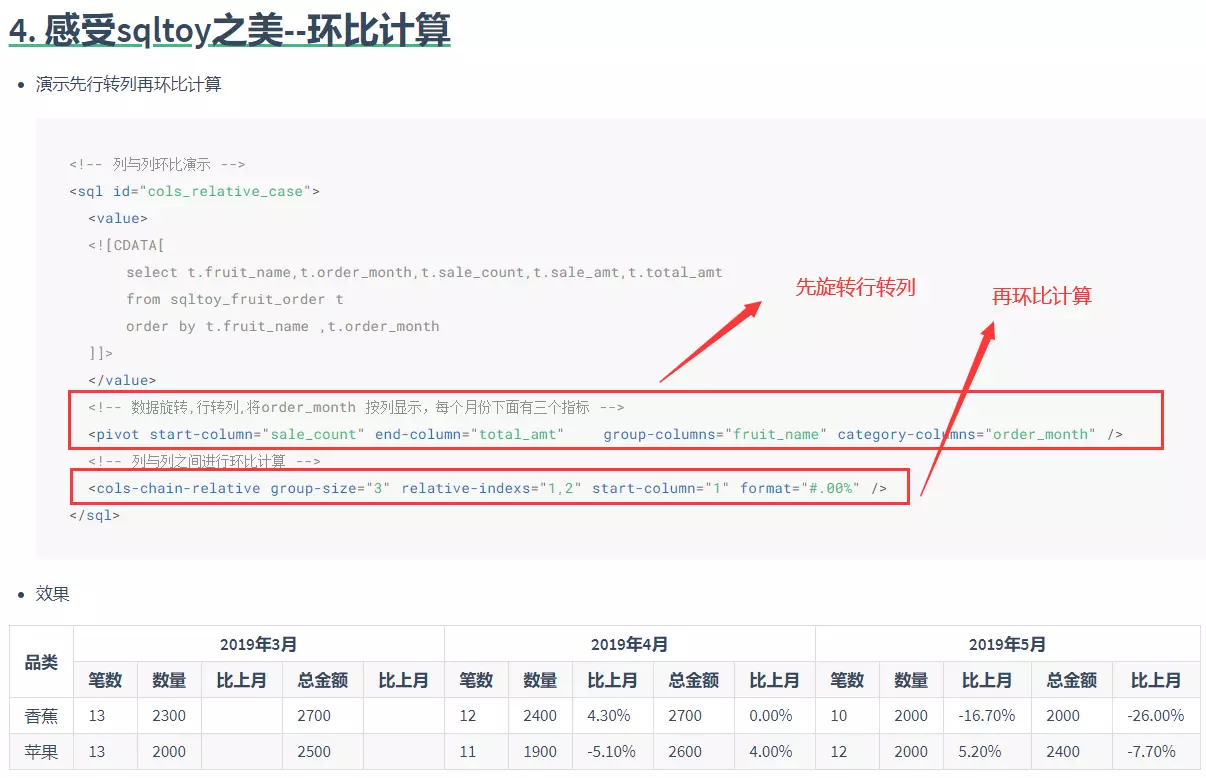 4. 感受sqltoy之美--环比计算
演示先行转列再环比计算
<!-- 列与列环比演示 -->
<sql id="cols_relative_case">
<value>
<![CDATA[
select t.fruit_name,t.order_month,t.sale_count,t.sale_amt,t.total_amt
from sqltoy_fruit_order t
order by t.fruit_name ,t.order_month
]]>
</value>
先旋转行转列
再环比计算
<!-- 数据旋转,行转列,将order_month 按列显示，每个月份下面有三个指标 -->
<pivot start-column="sale_count" end-column="total_amt" group-columns="fruit_name" category-columns="order_month" />
<!-- 列与列之间进行环比计算 -->
<cols-chain-relative group-size="3" relative-indexs="1,2" start-column="1" format="#.00%" />
</sql>
效果
品类 2019年3月 2019年4月 2019年5月
笔数 数量 比上月 总金额 比上月 笔数 数量 比上月 总金额 比上月 笔数 数量 比上月 总金额 比上月
香蕉 13 2300 2700 12 2400 4.30% 2700 0.00% 10 2000 -16.70% 2000 -26.00%
苹果 13 2000 2500 11 1900 -5.10% 2600 4.00% 12 2000 5.20% 2400 -7.70%